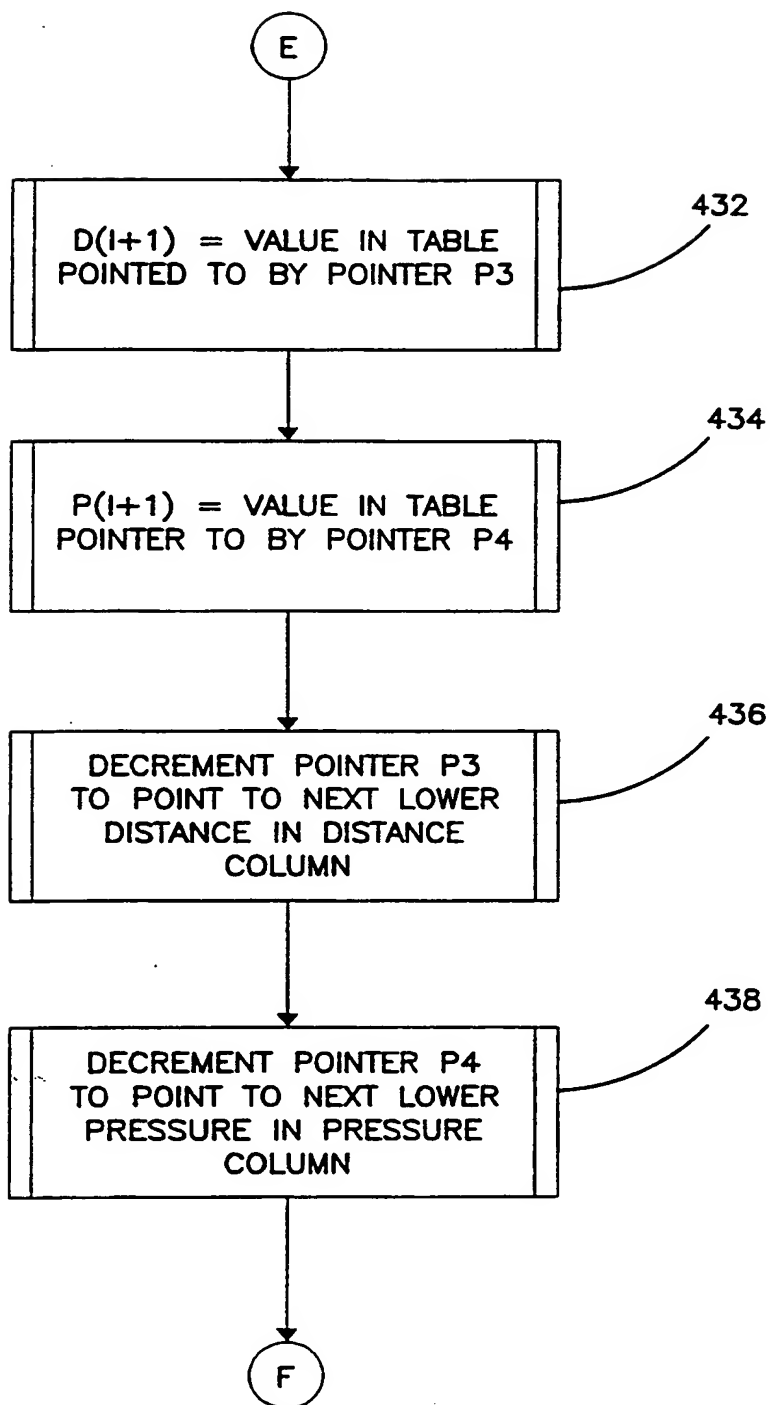 E
D(I+1) = VALUE IN TABLE
POINTED TO BY POINTER P3
432
P(I+1) = VALUE IN TABLE
POINTER TO BY POINTER P4
434
DECREMENT POINTER P3
TO POINT TO NEXT LOWER
DISTANCE IN DISTANCE
COLUMN
436
DECREMENT POINTER P4
TO POINT TO NEXT LOWER
PRESSURE IN PRESSURE
COLUMN
438
F